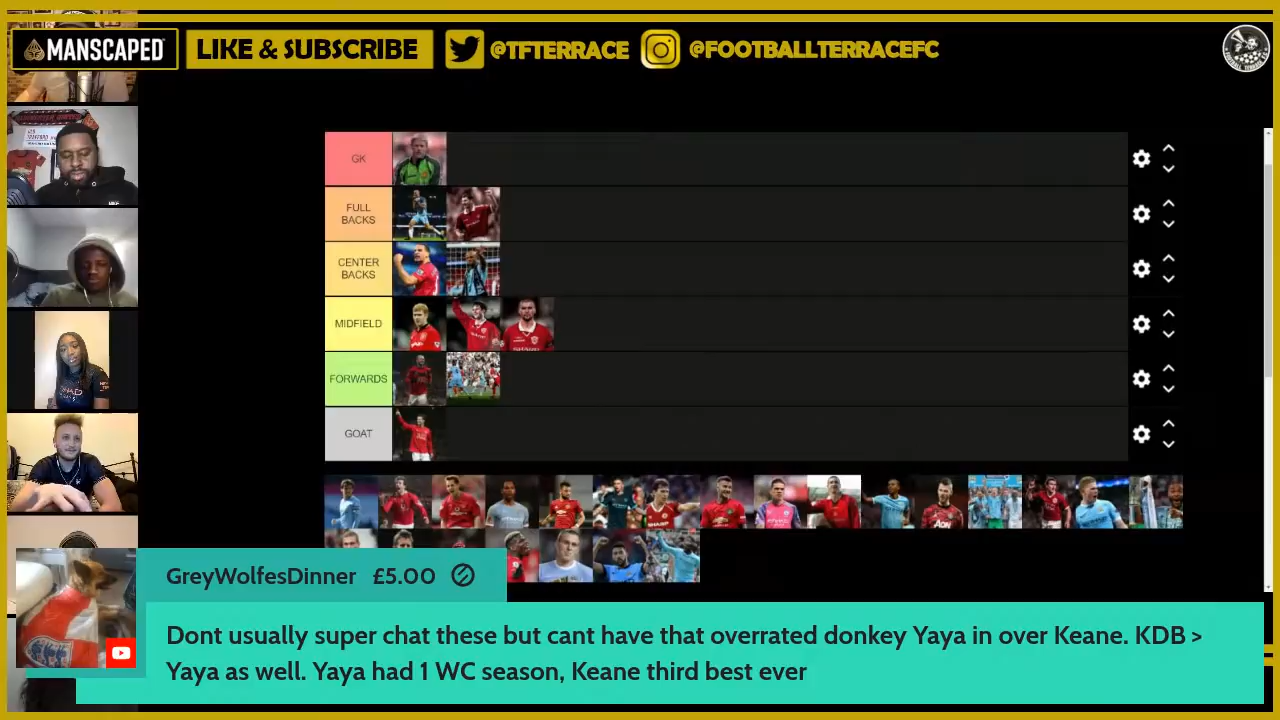 MANSCAPED
LIKE & SUBSCRIBE
@TFTERRACE
@FOOTBALLTERRACEFC
GK
FULL
BACKS
CENTER
BACKS
MIDFIELD
FORWARDS
GOAT
GreyWolfesDinner £5.00
Dont usually super chat these but cant have that overrated donkey Yaya in over Keane. KDB >
Yaya as well. Yaya had 1 WC season, Keane third best ever